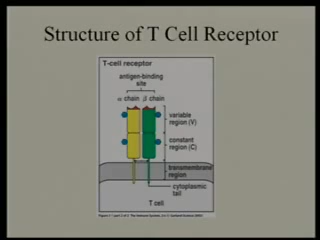 Structure of T Cell Receptor
T-cell receptor
antigen-binding
site
α chain β chain
variable
region (V)
constant
region (C)
transmembrane
region
cytoplasmic
tail
T cell